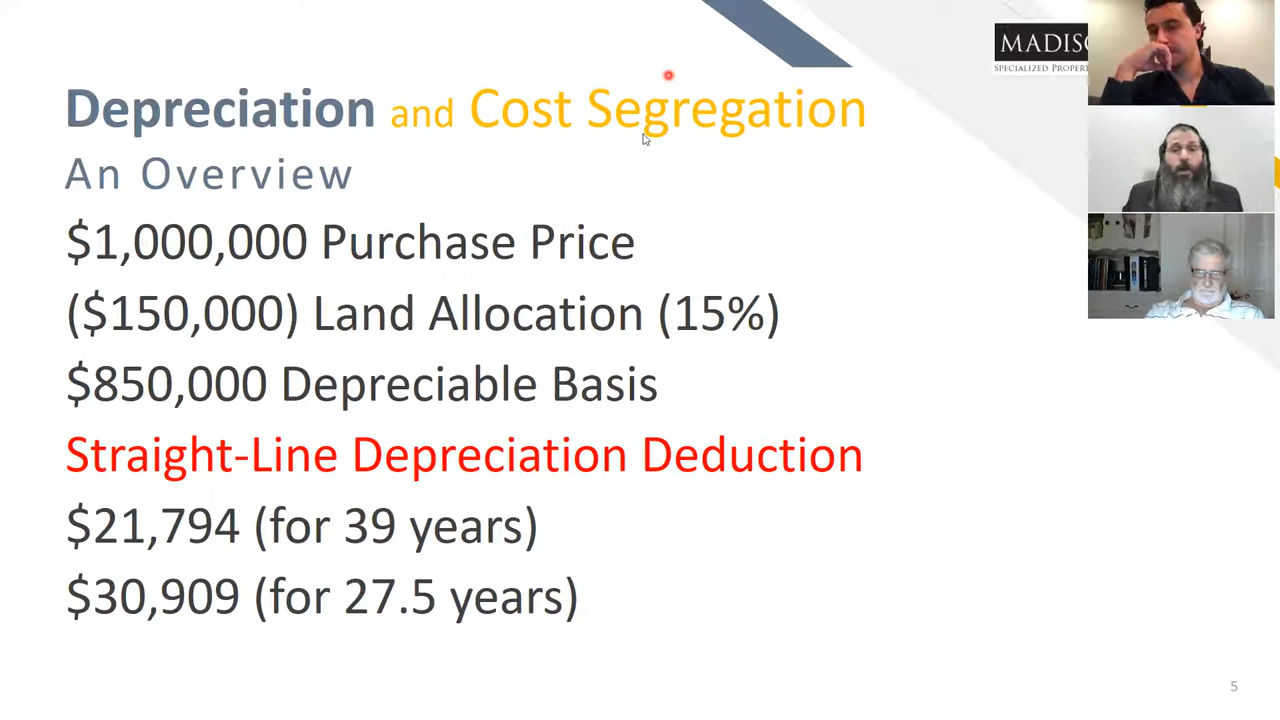 Depreciation and Cost Segregation
An Overview
$1,000,000 Purchase Price
($150,000) Land Allocation (15%)
$850,000 Depreciable Basis
Straight-Line Depreciation Deduction
$21,794 (for 39 years)
$30,909 (for 27.5 years)
5